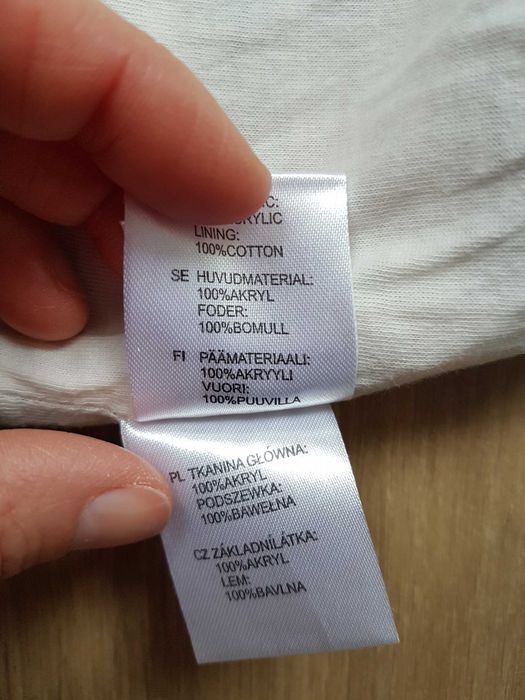 C:
RYLIC
LINING:
100%COTTON
SE HUVUDMATERIAL:
100%AKRYL
FODER:
100%BOMULL
FI PÄÄMATERIAALI:
100%AKRYYLI
VUORI:
100%PUUVILLA
PL TKANINA GŁÓWNA:
100%AKRYL
PODSZEWKA:
100%BAWEŁNA
CZ ZÁKLADNÍLÁTKA:
100%AKRYL
LEM:
100%BAVLNA